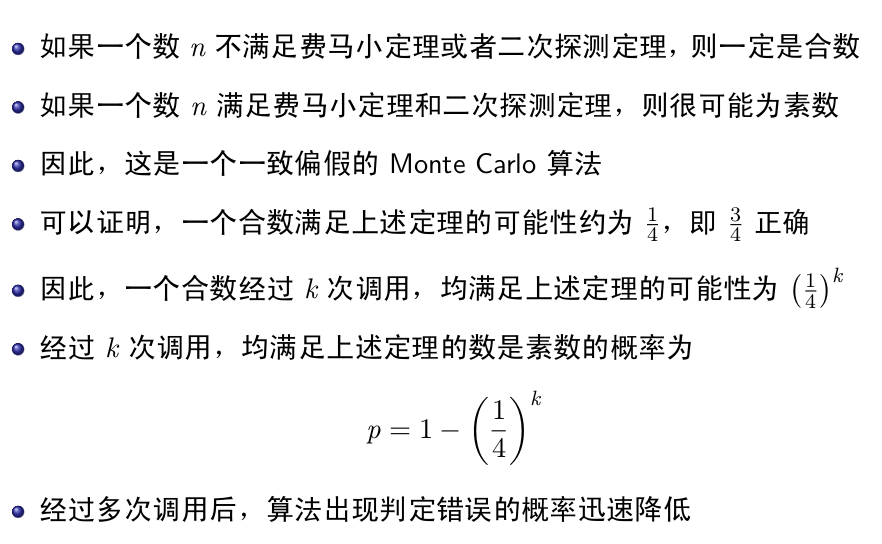 如果一个数 n 不满足费马小定理或者二次探测定理，则一定是合数
如果一个数 n 满足费马小定理和二次探测定理，则很可能为素数
因此，这是一个一致偏假的 Monte Carlo 算法
可以证明，一个合数满足上述定理的可能性约为 1/4，即 3/4 正确
因此，一个合数经过 k 次调用，均满足上述定理的可能性为 (1/4)^k
经过 k 次调用，均满足上述定理的数是素数的概率为
p = 1 − (1/4)^k
经过多次调用后，算法出现判定错误的概率迅速降低